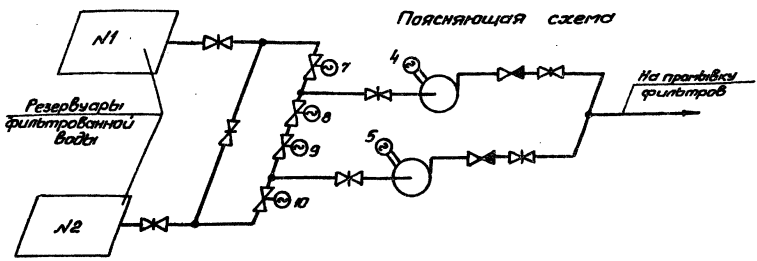 Поясняющая схема
N1
7
4
На промывку
фильтров
8
Резервуары
фильтрованной
воды
9
5
10
N2